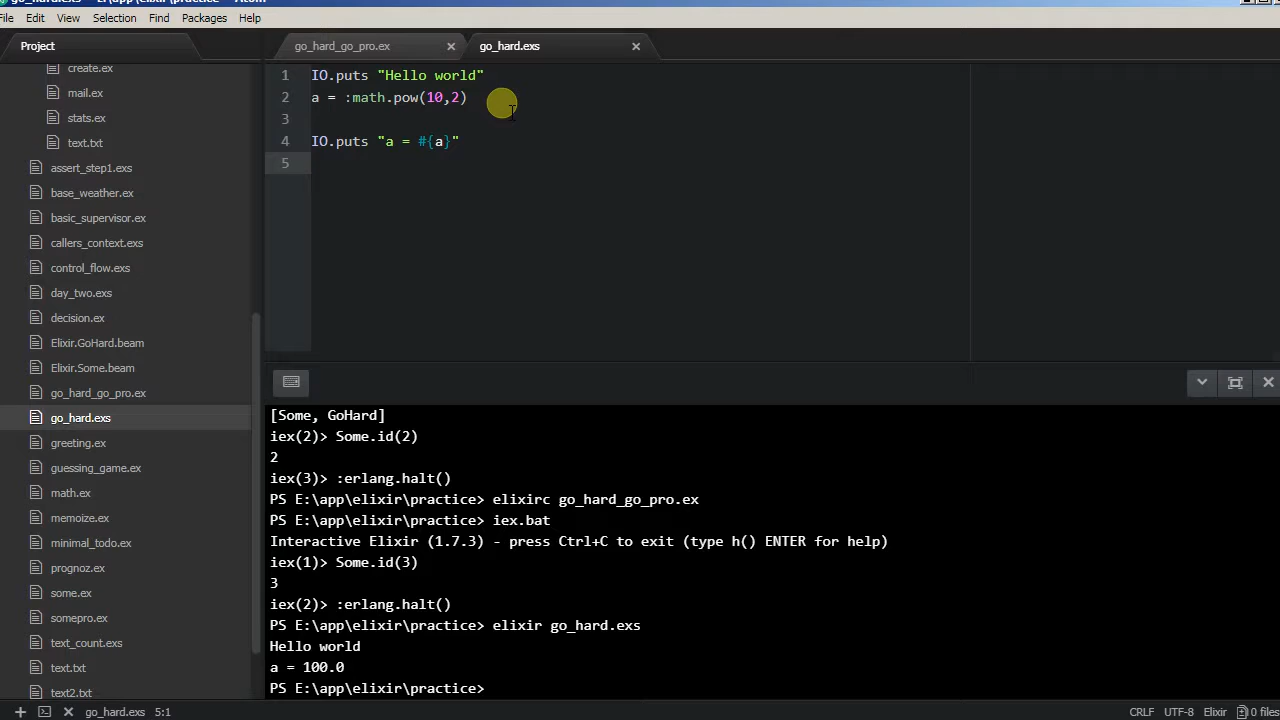 File Edit View Selection Find Packages Help
Project
go_hard_go_pro.ex
go_hard.exs
create.ex
mail.ex
stats.ex
text.txt
assert_step1.exs
base_weather.ex
basic_supervisor.ex
callers_context.exs
control_flow.exs
day_two.exs
decision.ex
Elixir.GoHard.beam
Elixir.Some.beam
go_hard_go_pro.ex
go_hard.exs
greeting.ex
guessing_game.ex
math.ex
memoize.ex
minimal_todo.ex
prognoz.ex
some.ex
somepro.ex
text_count.exs
text.txt
text2.txt
1 IO.puts "Hello world"
2 a = :math.pow(10,2)
3
4 IO.puts "a = #{a}"
5
[Some, GoHard]
iex(2)> Some.id(2)
2
iex(3)> :erlang.halt()
PS E:\app\elixir\practice> elixirc go_hard_go_pro.ex
PS E:\app\elixir\practice> iex.bat
Interactive Elixir (1.7.3) - press Ctrl+C to exit (type h() ENTER for help)
iex(1)> Some.id(3)
3
iex(2)> :erlang.halt()
PS E:\app\elixir\practice> elixir go_hard.exs
Hello world
a = 100.0
PS E:\app\elixir\practice>
go_hard.exs 5:1
CRLF UTF-8 Elixir 0 files